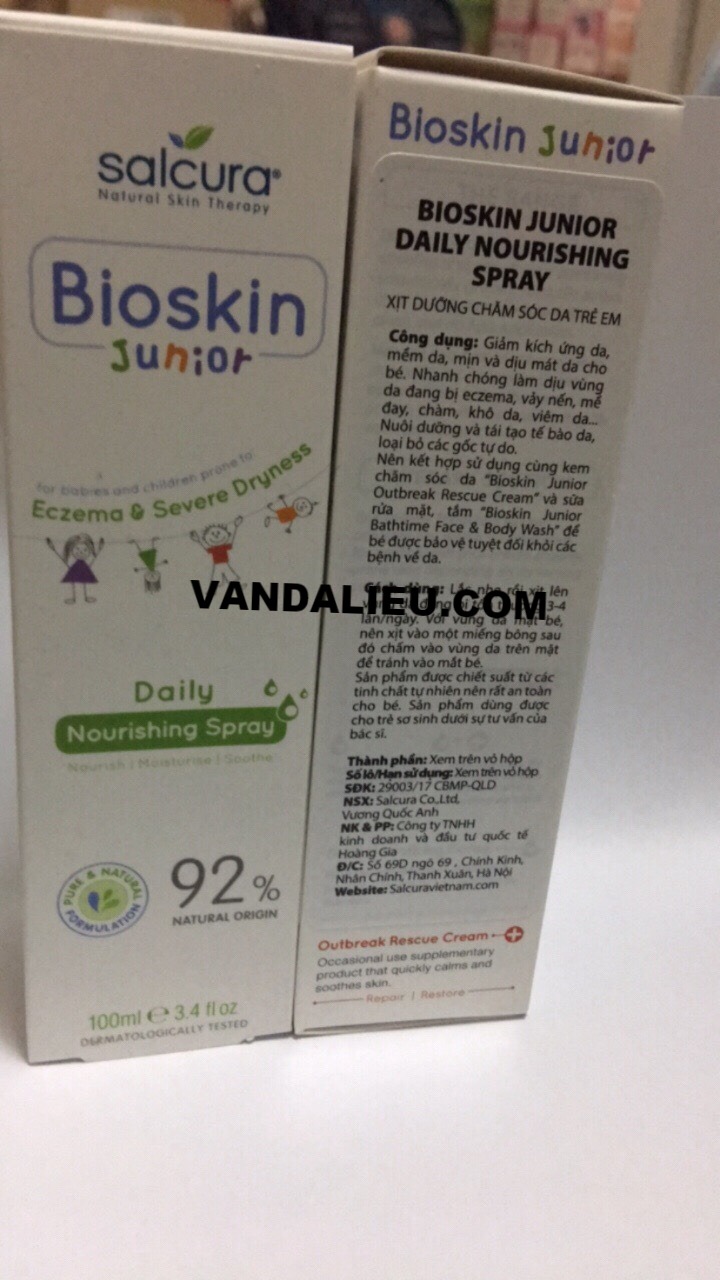 salcura®
Natural Skin Therapy
Bioskin
Junior
for babies and children prone to
Eczema & Severe Dryness
Daily
Nourishing Spray
Nourish | Moisturise | Soothe
PURE & NATURAL
FORMULATION
92%
NATURAL ORIGIN
100ml ℮ 3.4 fl oz
DERMATOLOGICALLY TESTED
Bioskin Junior
BIOSKIN JUNIOR
DAILY NOURISHING
SPRAY
XỊT DƯỠNG CHĂM SÓC DA TRẺ EM
Công dụng: Giảm kích ứng da,
mềm da, mịn và dịu mát da cho
bé. Nhanh chóng làm dịu vùng
da đang bị eczema, vảy nến, mề
đay, chàm, khô da, viêm da...
Nuôi dưỡng và tái tạo tế bào da,
loại bỏ các gốc tự do.
Nên kết hợp sử dụng cùng kem
chăm sóc da "Bioskin Junior
Outbreak Rescue Cream" và sữa
rửa mặt, tắm "Bioskin Junior
Bathtime Face & Body Wash" để
bé được bảo vệ tuyệt đối khỏi các
bệnh về da.
Cách dùng: Lắc nhẹ rồi xịt lên
3-4
VANDALIEU.COM
lần/ngày. Với vùng da mặt bé,
nên xịt vào một miếng bông sau
đó chấm vào vùng da trên mặt
để tránh vào mắt bé.
Sản phẩm được chiết suất từ các
tinh chất tự nhiên nên rất an toàn
cho bé. Sản phẩm dùng được
cho trẻ sơ sinh dưới sự tư vấn của
bác sĩ.
Thành phần: Xem trên vỏ hộp
Số lô/Hạn sử dụng: Xem trên vỏ hộp
SĐK: 29003/17 CBMP-QLD
NSX: Salcura Co.,Ltd,
Vương Quốc Anh
NK & PP: Công ty TNHH
kinh doanh và đầu tư quốc tế
Hoàng Gia
Đ/C: Số 69D ngõ 69 , Chính Kinh,
Nhân Chính, Thanh Xuân, Hà Nội
Website: Salcuravietnam.com
Outbreak Rescue Cream
Occasional use supplementary
product that quickly calms and
soothes skin.
Repair | Restore